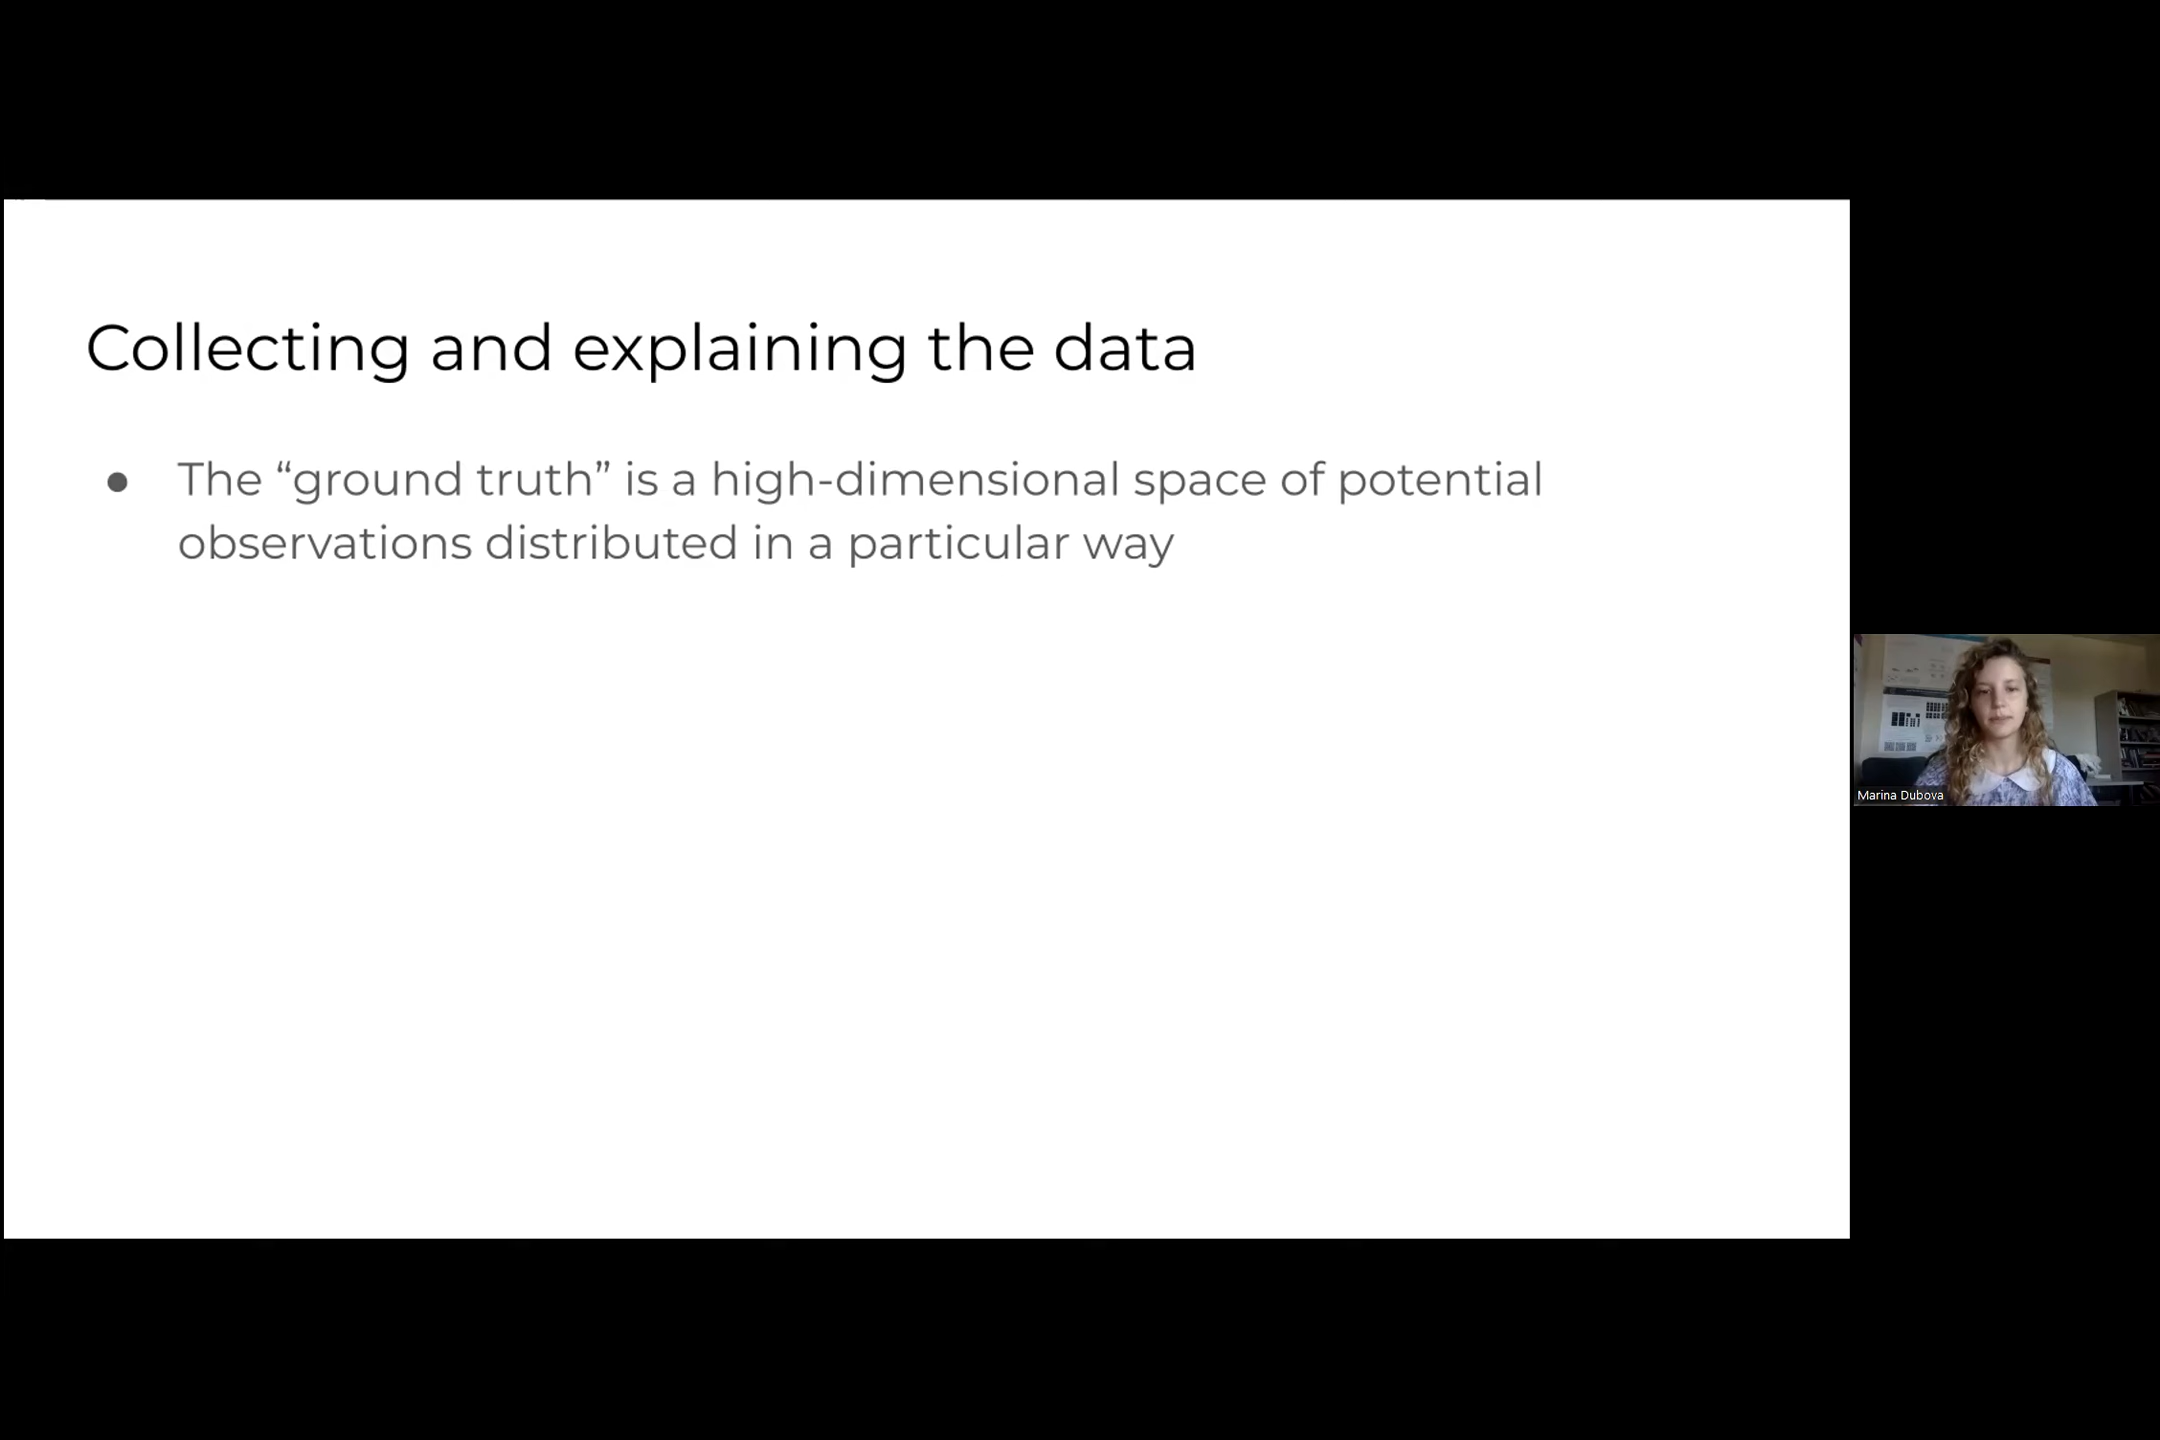 Collecting and explaining the data
● The “ground truth” is a high-dimensional space of potential
observations distributed in a particular way
Marina Dubova